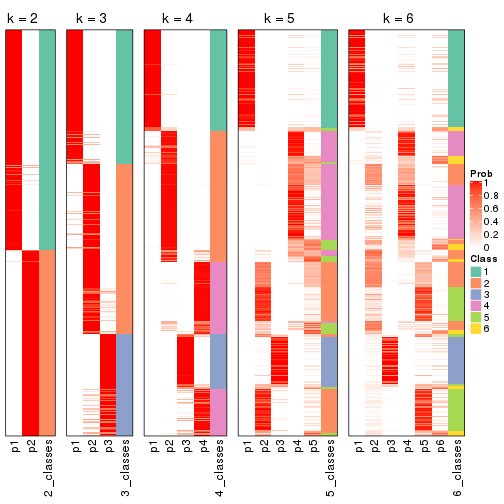 k = 2
k = 3
k = 4
k = 5
k = 6
p1
p2
2_classes
p1
p2
p3
3_classes
p1
p2
p3
p4
4_classes
p1
p2
p3
p4
p5
5_classes
p1
p2
p3
p4
p5
p6
6_classes
Prob
1
0.8
0.6
0.4
0.2
0
Class
1
2
3
4
5
6